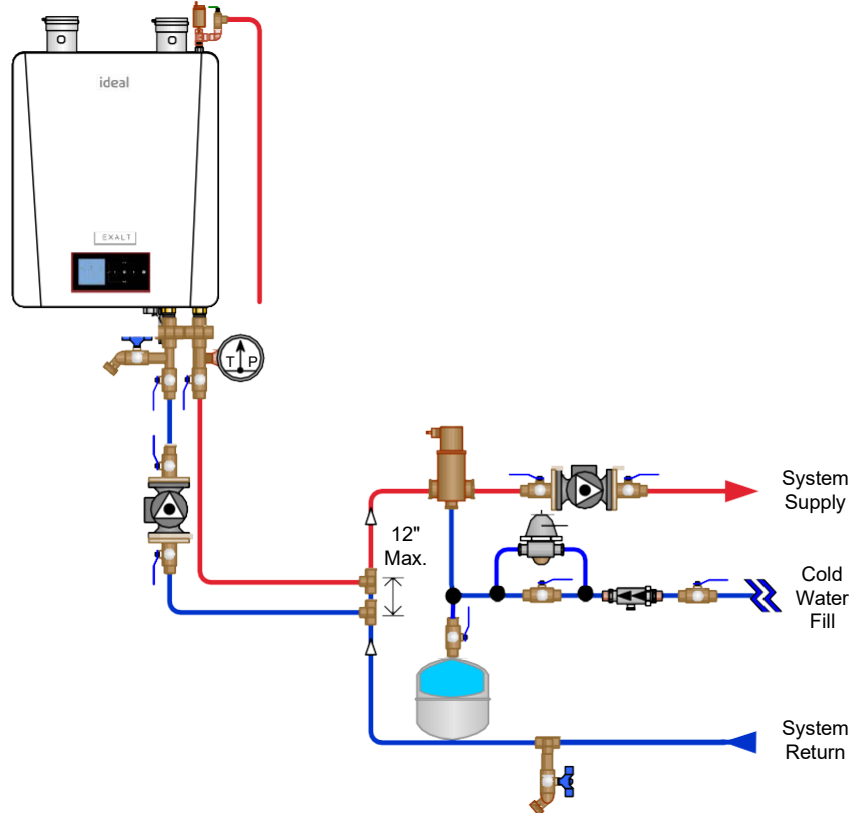 ideal
EXALT
T P
12"
Max.
System
Supply
Cold
Water
Fill
System
Return